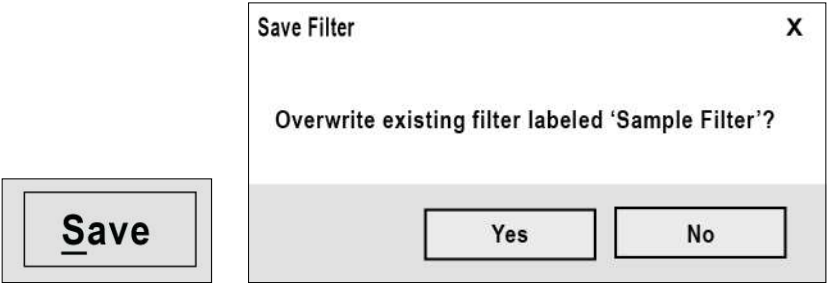 Save Filter X
Overwrite existing filter labeled ‘Sample Filter’?
Save
Yes No